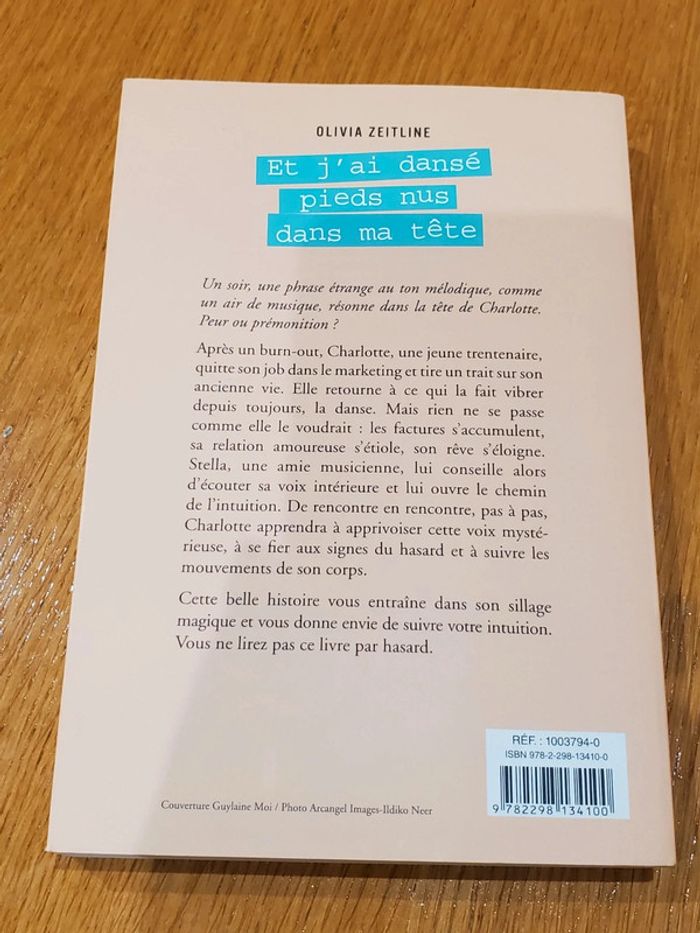 OLIVIA ZEITLINE
Et j'ai dansé
pieds nus
dans ma tête
Un soir, une phrase étrange au ton mélodique, comme
un air de musique, résonne dans la tête de Charlotte.
Peur ou prémonition ?
Après un burn-out, Charlotte, une jeune trentenaire,
quitte son job dans le marketing et tire un trait sur son
ancienne vie. Elle retourne à ce qui la fait vibrer
depuis toujours, la danse. Mais rien ne se passe
comme elle le voudrait : les factures s'accumulent,
sa relation amoureuse s'étiole, son rêve s'éloigne.
Stella, une amie musicienne, lui conseille alors
d'écouter sa voix intérieure et lui ouvre le chemin
de l'intuition. De rencontre en rencontre, pas à pas,
Charlotte apprendra à apprivoiser cette voix mysté-
rieuse, à se fier aux signes du hasard et à suivre les
mouvements de son corps.
Cette belle histoire vous entraîne dans son sillage
magique et vous donne envie de suivre votre intuition.
Vous ne lirez pas ce livre par hasard.
RÉF. : 1003794-0
ISBN 978-2-298-13410-0
9 782298 134100
Couverture Guylaine Moi / Photo Arcangel Images-Ildiko Neer